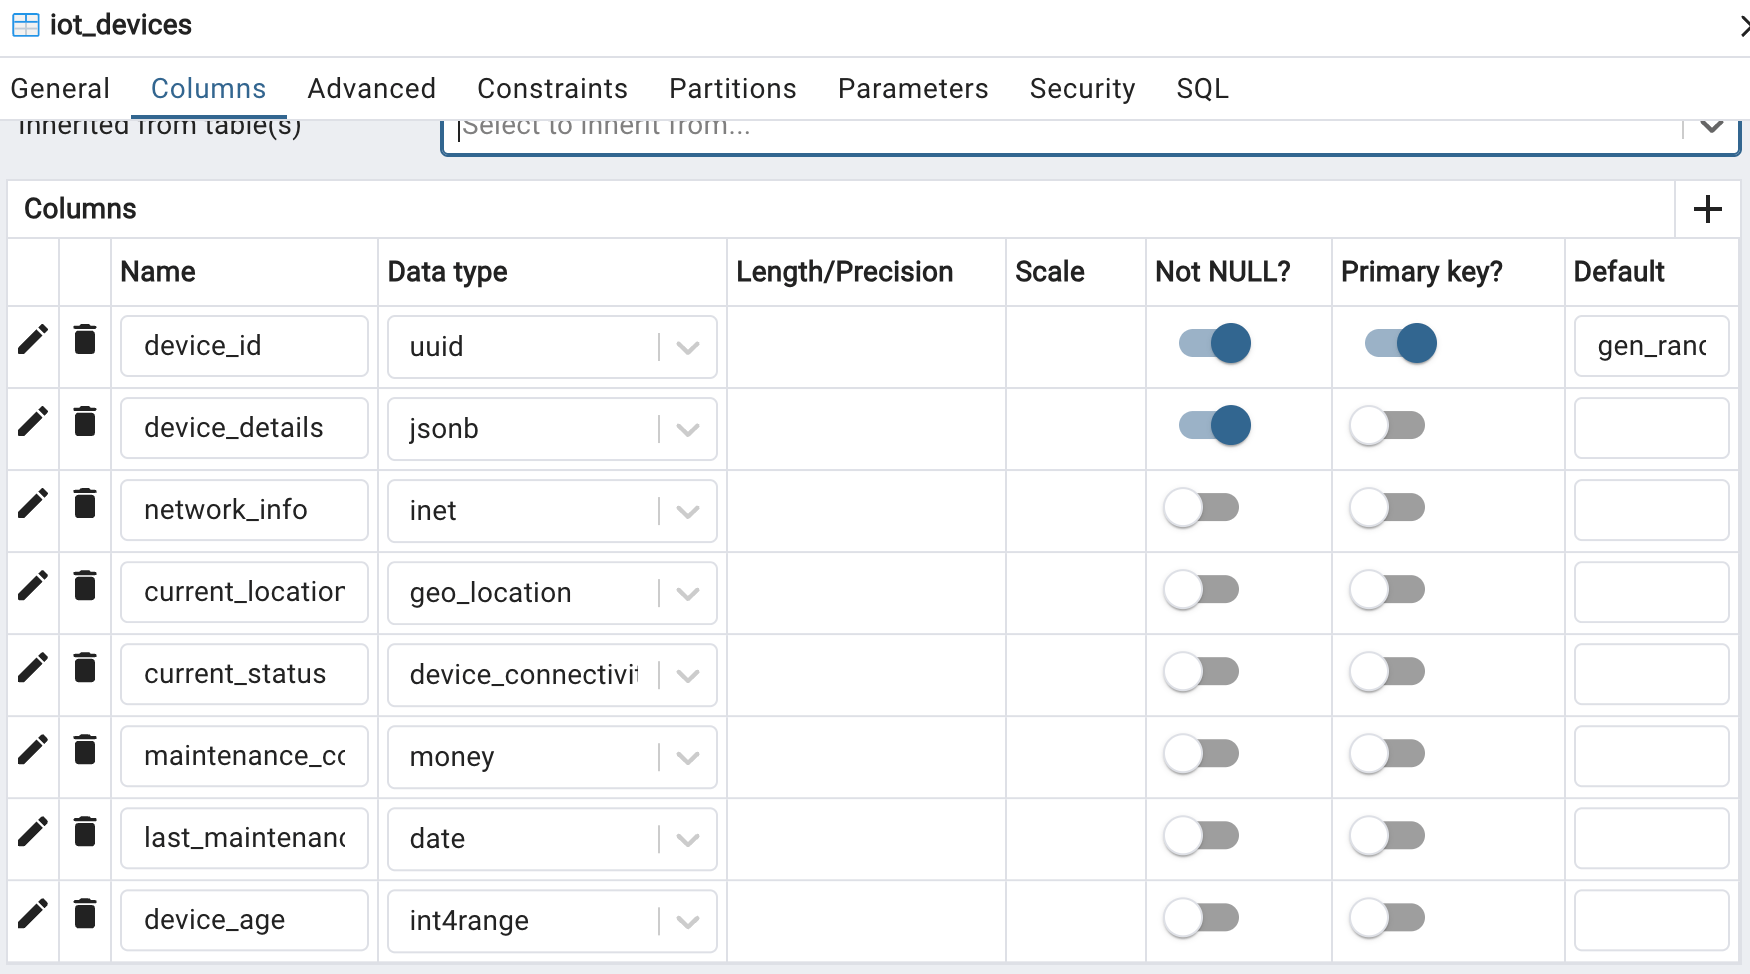 iot_devices
General Columns Advanced Constraints Partitions Parameters Security SQL
Inherited from table(s) Select to inherit from...
Columns
Name Data type Length/Precision Scale Not NULL? Primary key? Default
device_id uuid gen_ranc
device_details jsonb
network_info inet
current_location geo_location
current_status device_connectivit
maintenance_cc money
last_maintenanc date
device_age int4range